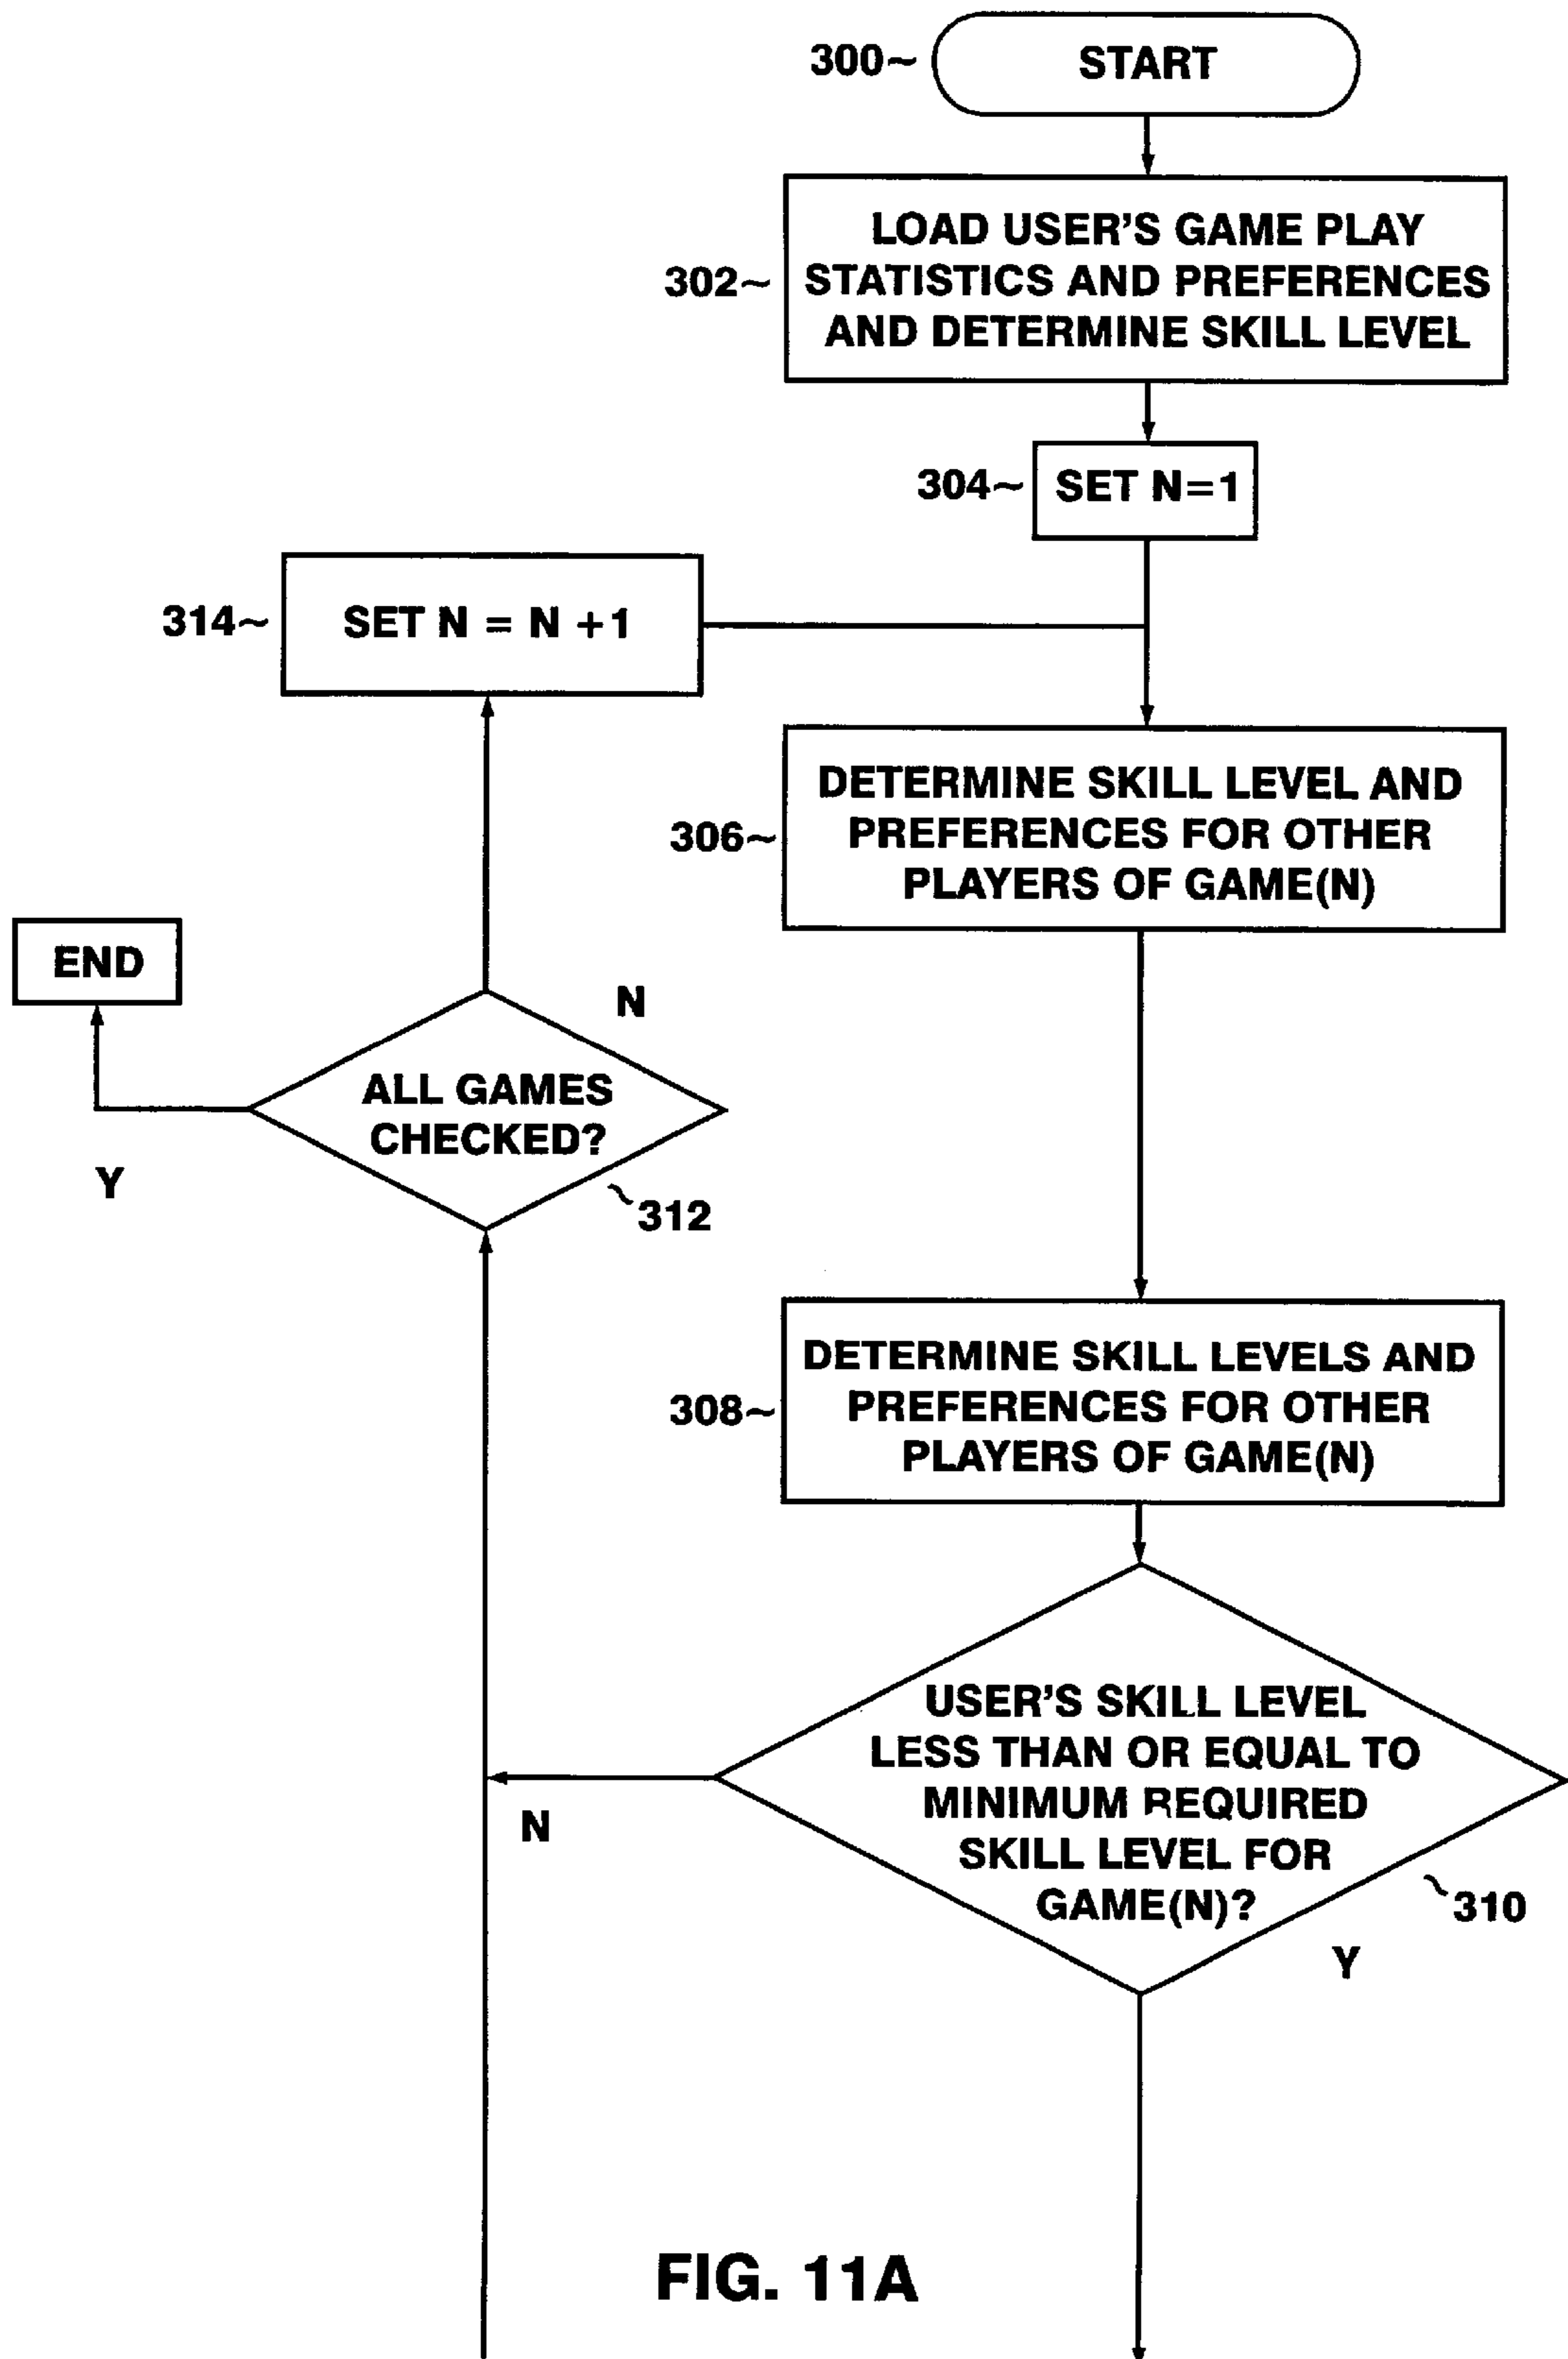 300~
START
302~
LOAD USER'S GAME PLAY
STATISTICS AND PREFERENCES
AND DETERMINE SKILL LEVEL
304~
SET N=1
314~
SET N = N +1
306~
DETERMINE SKILL LEVEL AND
PREFERENCES FOR OTHER
PLAYERS OF GAME(N)
END
N
ALL GAMES
CHECKED?
Y
~312
308~
DETERMINE SKILL LEVELS AND
PREFERENCES FOR OTHER
PLAYERS OF GAME(N)
USER'S SKILL LEVEL
LESS THAN OR EQUAL TO
MINIMUM REQUIRED
SKILL LEVEL FOR
GAME(N)?
N
~310
Y
FIG. 11A